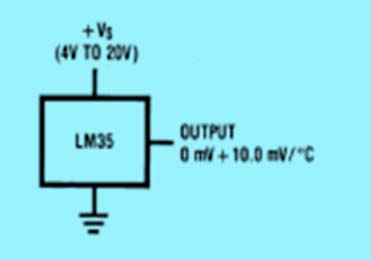 +Vs
(4V TO 20V)
LM35
OUTPUT
0 mV + 10.0 mV/°C